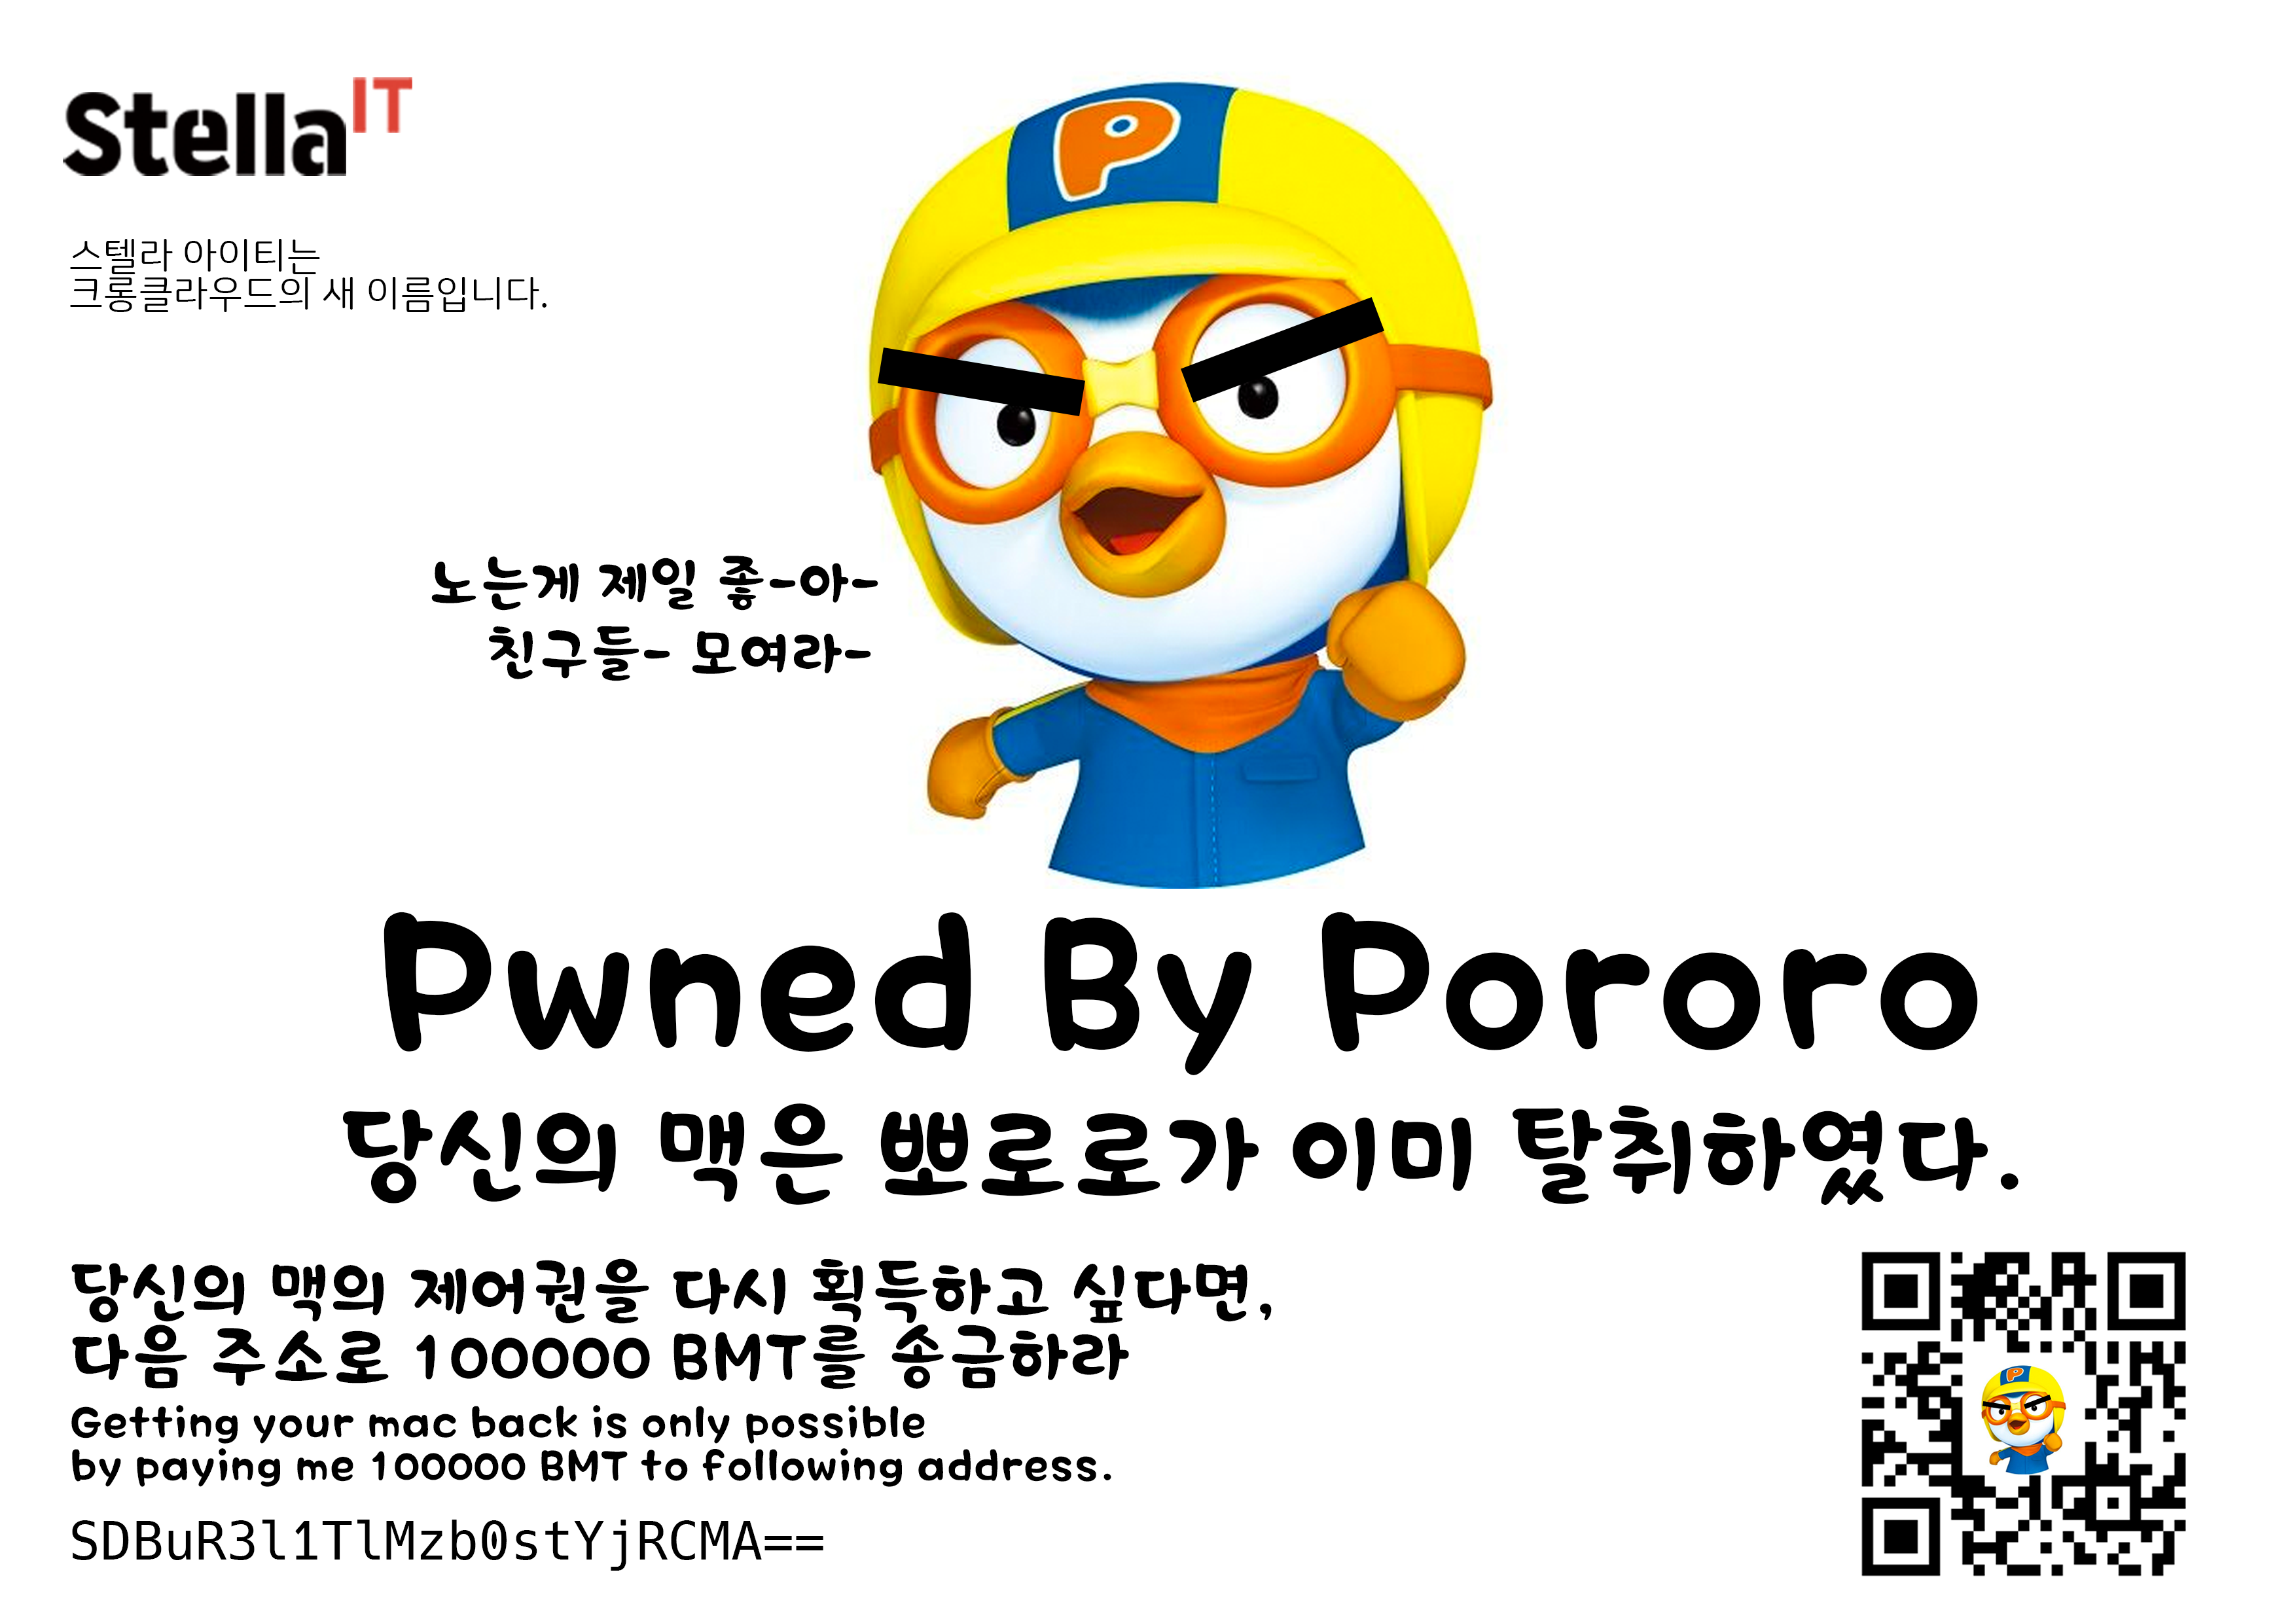 StellaIT
스텔라 아이티는
크롱클라우드의 새 이름입니다.
P
노는게 제일 좋-아-
친구들- 모여라-
Pwned By Pororo
당신의 맥은 뽀로로가 이미 탈취하였다.
당신의 맥의 제어권을 다시 획득하고 싶다면,
다음 주소로 100000 BMT를 송금하라
Getting your mac back is only possible
by paying me 100000 BMT to following address.
SDBuR3l1TlMzb0stYjRCMA==
P